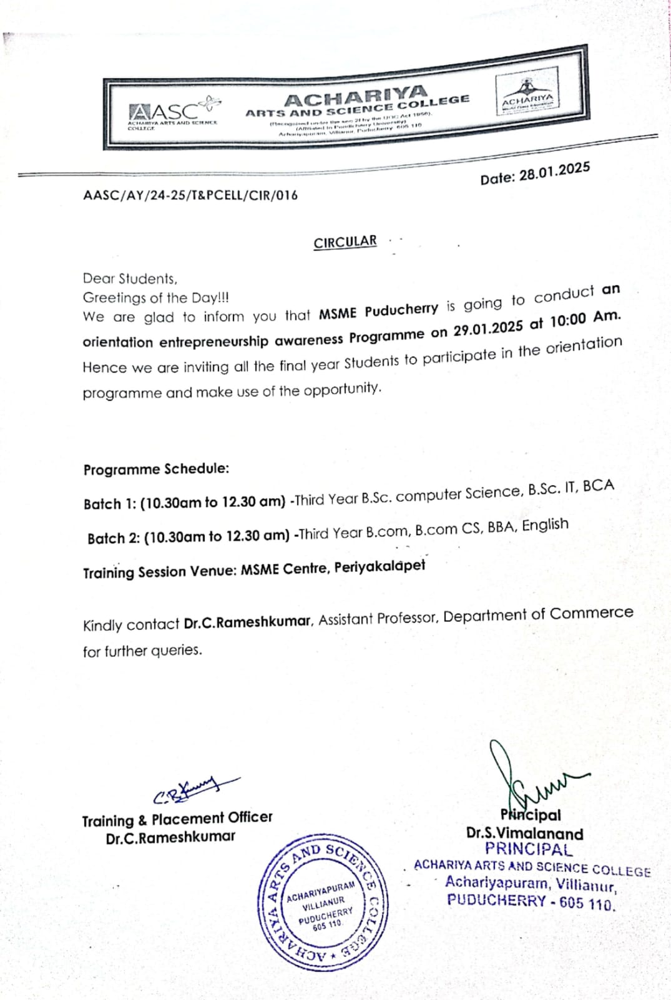 AASC
ACHARIYA ARTS AND SCIENCE
COLLEGE
ACHARIYA
ARTS AND SCIENCE COLLEGE
(Recognised under the sec 2f by the UGC Act 1956).
(Affiliated to Pondicherry University)
Achariyapuram, Villianur, Puducherry 605 110
ACHARIYA
World Class Education
Date: 28.01.2025
AASC/AY/24-25/T&PCELL/CIR/016
CIRCULAR
Dear Students,
Greetings of the Day!!!
We are glad to inform you that MSME Puducherry is going to conduct an
orientation entrepreneurship awareness Programme on 29.01.2025 at 10:00 Am.
Hence we are inviting all the final year Students to participate in the orientation
programme and make use of the opportunity.
Programme Schedule:
Batch 1: (10.30am to 12.30 am) -Third Year B.Sc. computer Science, B.Sc. IT, BCA
Batch 2: (10.30am to 12.30 am) -Third Year B.com, B.com CS, BBA, English
Training Session Venue: MSME Centre, Periyakalapet
Kindly contact Dr.C.Rameshkumar, Assistant Professor, Department of Commerce
for further queries.
Training & Placement Officer
Dr.C.Rameshkumar
Principal
Dr.S.Vimalanand
PRINCIPAL
ACHARIYA ARTS AND SCIENCE COLLEGE
Achariyapuram, Villianur,
PUDUCHERRY - 605 110.
ACHARIYA ARTS AND SCIENCE COLLEGE ★
ACHARIYAPURAM
VILLIANUR
PUDUCHERRY
605 110.